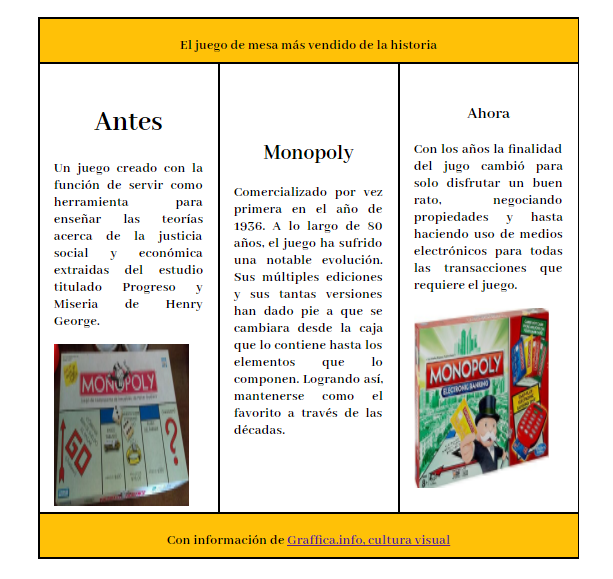 El juego de mesa más vendido de la historia
Antes
Un juego creado con la
función de servir como
herramienta para
enseñar las teorías
acerca de la justicia
social y económica
extraidas del estudio
titulado Progreso y
Miseria de Henry
George.
MONOPOLY
GO
?
Monopoly
Comercializado por vez
primera en el año de
1936. A lo largo de 80
años, el juego ha sufrido
una notable evolución.
Sus múltiples ediciones
y sus tantas versiones
han dado pie a que se
cambiara desde la caja
que lo contiene hasta los
elementos que lo
componen. Logrando así,
mantenerse como el
favorito a través de las
décadas.
Ahora
Con los años la finalidad
del jugo cambió para
solo disfrutar un buen
rato, negociando
propiedades y hasta
haciendo uso de medios
electrónicos para todas
las transacciones que
requiere el juego.
MONOPOLY
ELECTRONIC BANKING
Con información de Graffica.info. cultura visual